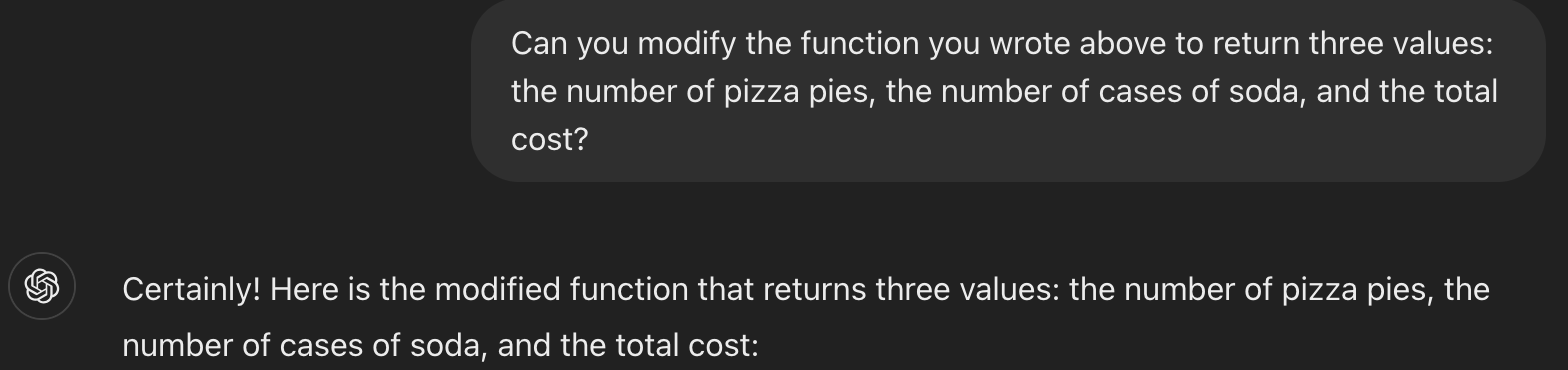 Can you modify the function you wrote above to return three values:
the number of pizza pies, the number of cases of soda, and the total
cost?
Certainly! Here is the modified function that returns three values: the number of pizza pies, the
number of cases of soda, and the total cost: